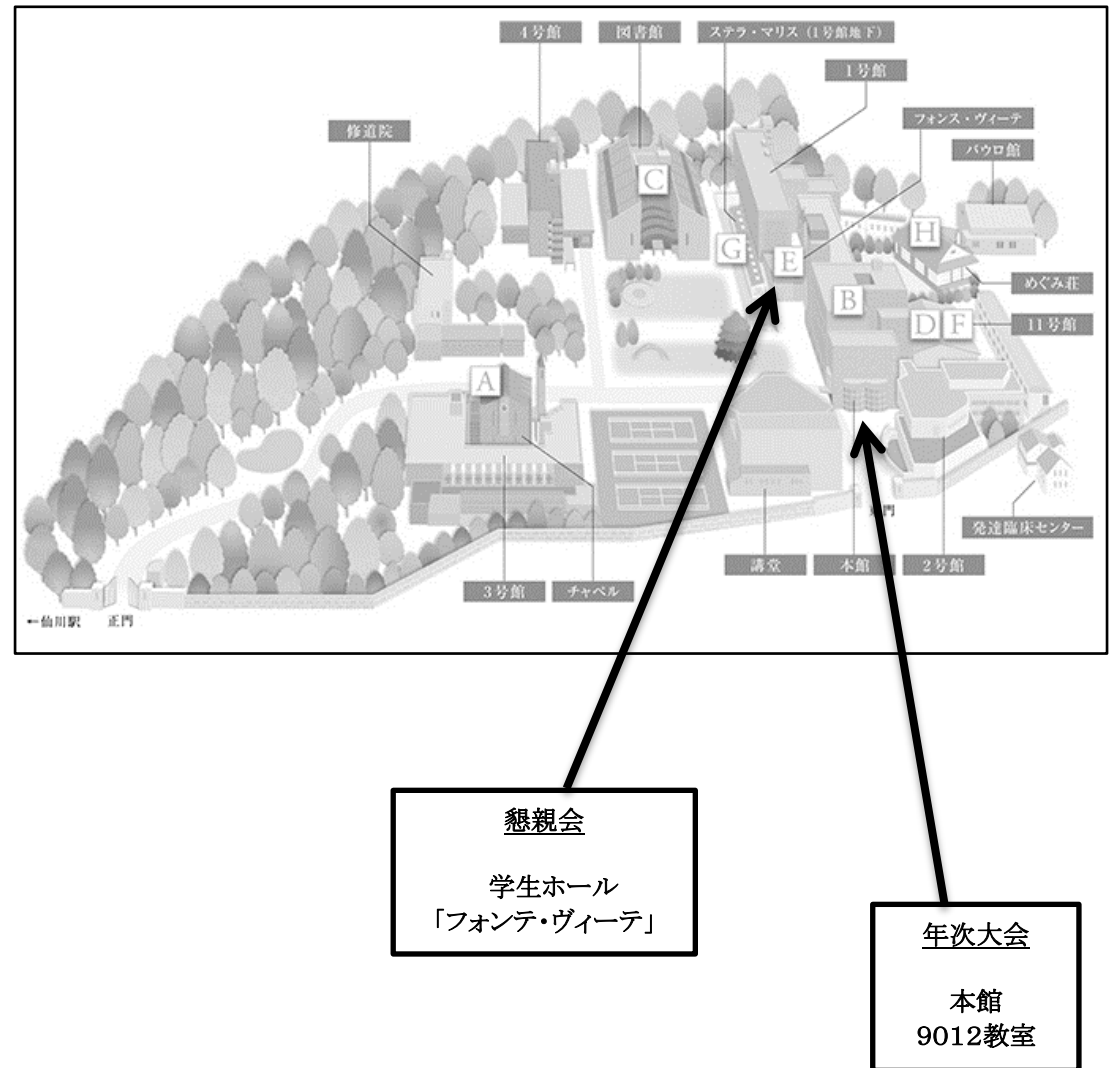 4号館
図書館
ステラ・マリス(1号館地下)
1号館
フォンス・ヴィーテ
パウロ館
修道院
C
H
G
E
めぐみ荘
B
D F
11号館
A
門
発達臨床センター
講堂
本館
2号館
3号館
チャペル
←仙川駅 正門
懇親会
学生ホール
「フォンテ・ヴィーテ」
年次大会
本館
9012教室